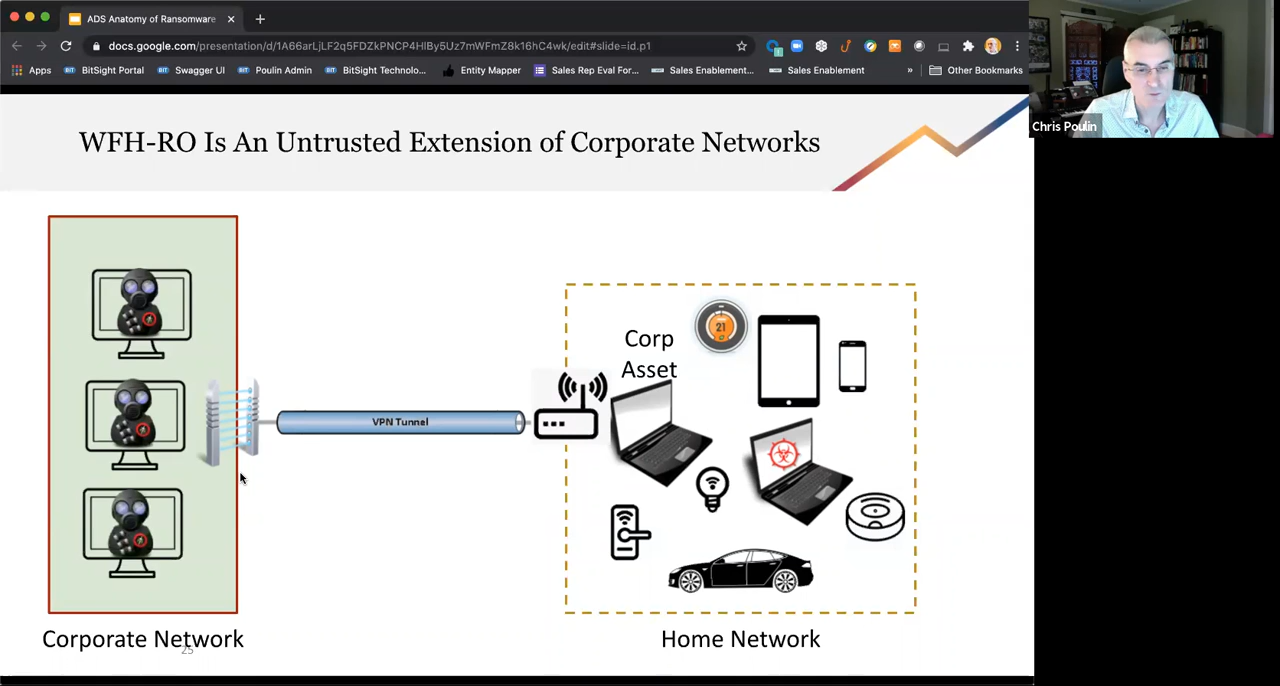 ADS Anatomy of Ransomware
docs.google.com/presentation/d/1A66arLjLF2q5FDZkPNCP4HlBy5Uz7mWFmZ8k16hC4wk/edit#slide=id.p1
Apps BitSight Portal Swagger UI Poulin Admin BitSight Technolo... Entity Mapper Sales Rep Eval For... Sales Enablement... Sales Enablement » Other Bookmarks
Chris Poulin
WFH-RO Is An Untrusted Extension of Corporate Networks
21
Corp
Asset
VPN Tunnel
Corporate Network
Home Network
25